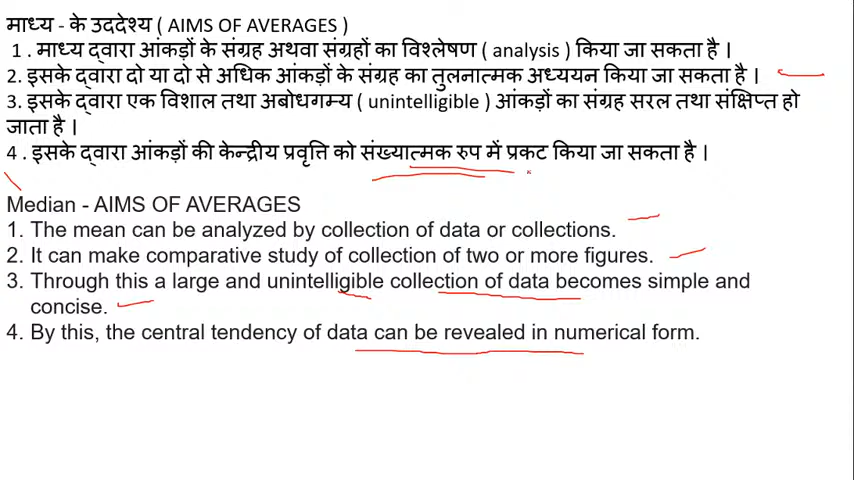 माध्य - के उददेश्य ( AIMS OF AVERAGES )
1 . माध्य द्वारा आंकड़ों के संग्रह अथवा संग्रहों का विश्लेषण ( analysis ) किया जा सकता है ।
2. इसके द्वारा दो या दो से अधिक आंकड़ों के संग्रह का तुलनात्मक अध्ययन किया जा सकता है ।
3. इसके द्वारा एक विशाल तथा अबोधगम्य ( unintelligible ) आंकड़ों का संग्रह सरल तथा संक्षिप्त हो
जाता है ।
4 . इसके द्वारा आंकड़ों की केन्द्रीय प्रवृत्ति को संख्यात्मक रुप में प्रकट किया जा सकता है ।
Median - AIMS OF AVERAGES
1. The mean can be analyzed by collection of data or collections.
2. It can make comparative study of collection of two or more figures.
3. Through this a large and unintelligible collection of data becomes simple and
concise.
4. By this, the central tendency of data can be revealed in numerical form.